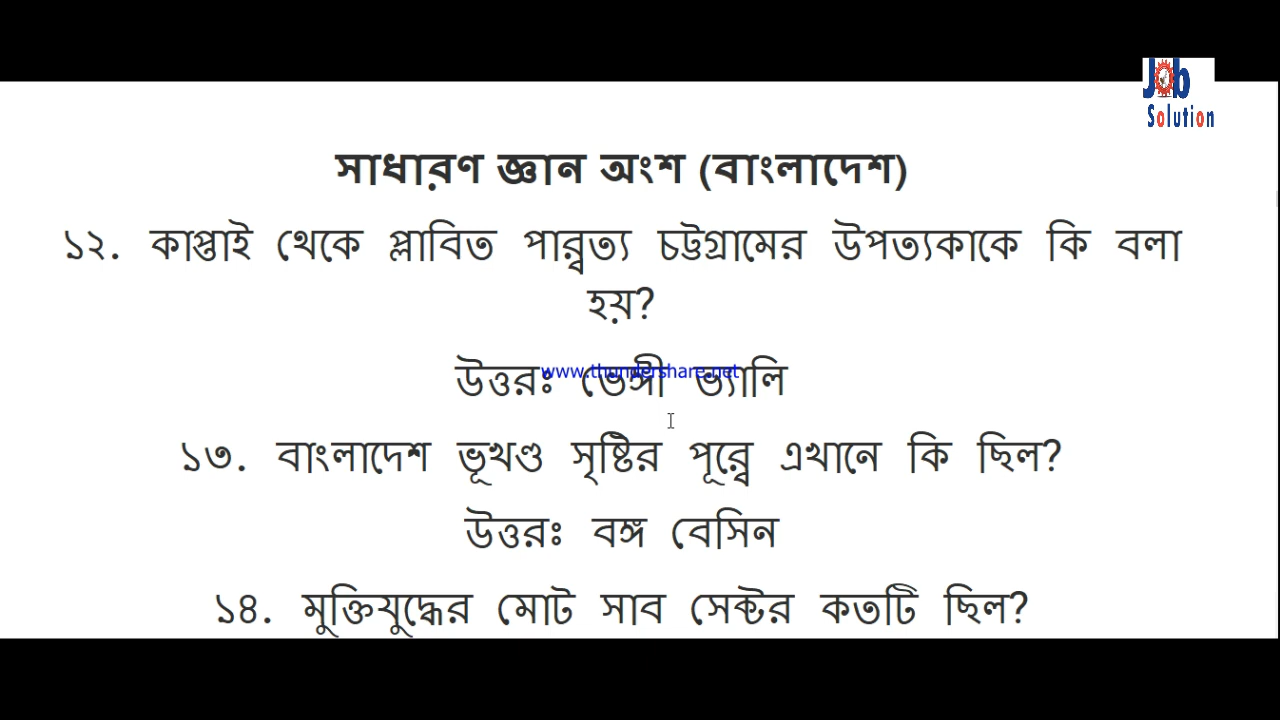 Job
Solution
সাধারণ জ্ঞান অংশ (বাংলাদেশ)
১২. কাপ্তাই থেকে প্লাবিত পার্বত্য চট্টগ্রামের উপত্যকাকে কি বলা
হয়?
উত্তরঃ ভেঙ্গী ভ্যালি
www.thundershare.net
১৩. বাংলাদেশ ভূখণ্ড সৃষ্টির পূর্বে এখানে কি ছিল?
উত্তরঃ বঙ্গ বেসিন
১৪. মুক্তিযুদ্ধের মোট সাব সেক্টর কতটি ছিল?